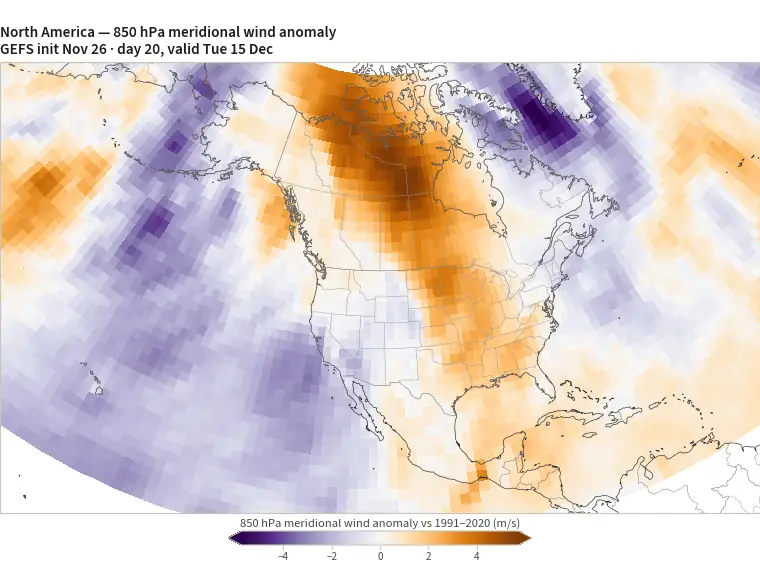 North America — 850 hPa meridional wind anomaly
GEFS init Nov 26 · day 20, valid Tue 15 Dec
850 hPa meridional wind anomaly vs 1991–2020 (m/s)
−4 −2 0 2 4